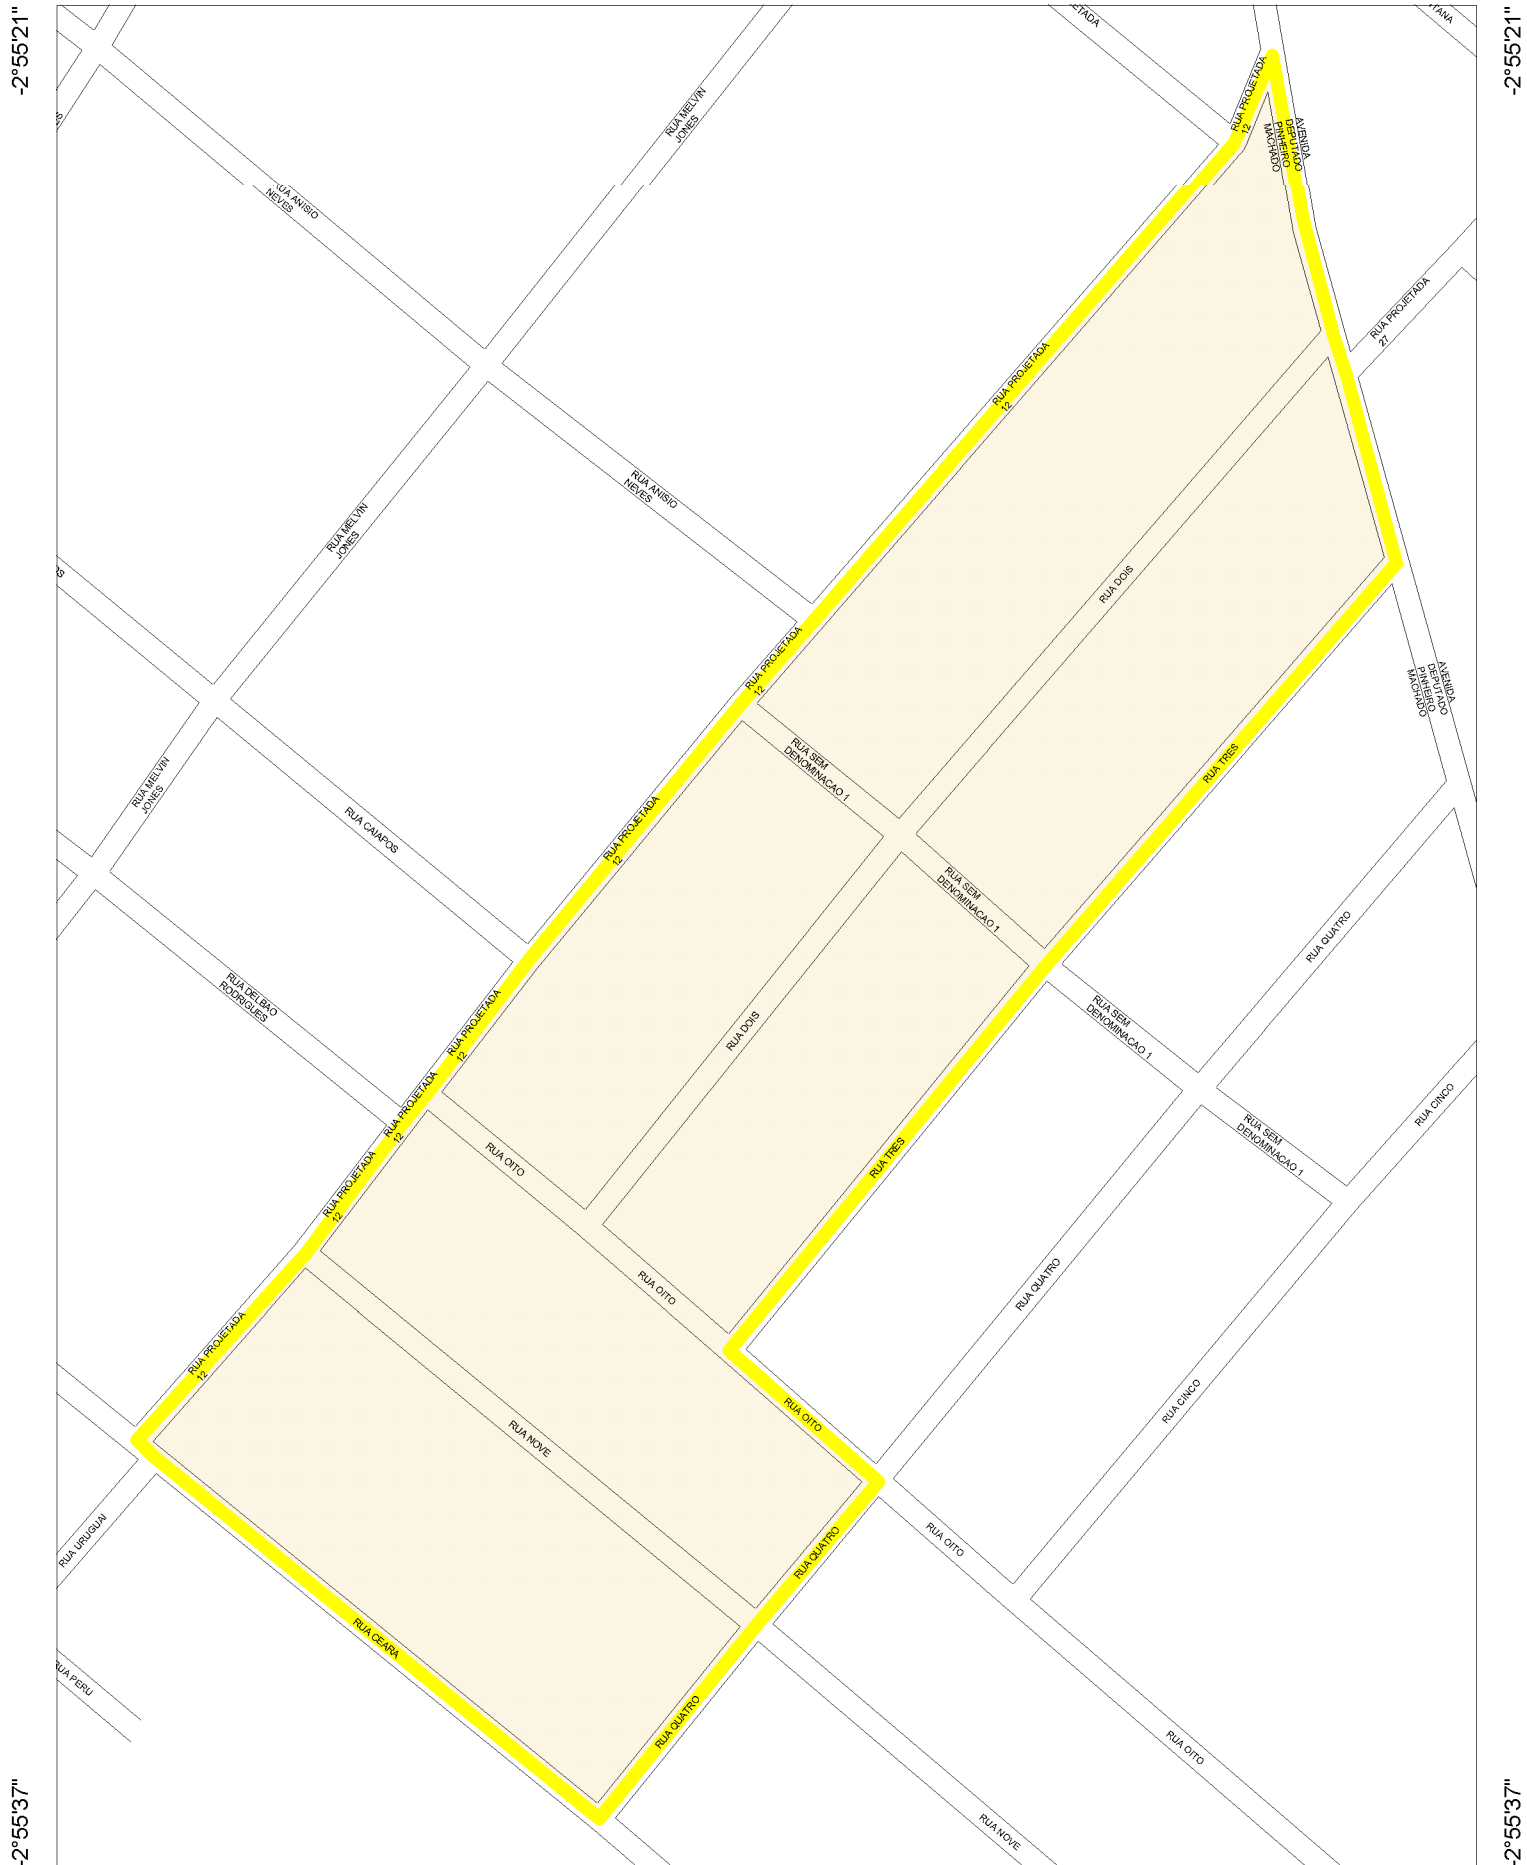 -2°55'21"
-2°55'21"
ETADA
TANA
RUA MELVIN
JONES
RUA PROJETADA
12
AVENIDA
DEPUTADO
PINHEIRO
MACHADO
RUA ANISIO
NEVES
RUA PROJETADA
27
RUA PROJETADA
12
RUA ANISIO
NEVES
RUA MELVIN
JONES
RUA DOIS
RUA PROJETADA
12
AVENIDA
DEPUTADO
PINHEIRO
MACHADO
RUA SEM
DENOMINACAO 1
RUA TRES
RUA MELVIN
JONES
RUA CAIAPOS
RUA PROJETADA
12
RUA SEM
DENOMINACAO 1
RUA QUATRO
RUA DELBAO
RODRIGUES
RUA PROJETADA
12
RUA DOIS
RUA SEM
DENOMINACAO 1
RUA PROJETADA
12
RUA CINCO
RUA SEM
DENOMINACAO 1
RUA OITO
RUA TRES
RUA PROJETADA
12
RUA OITO
RUA QUATRO
RUA PROJETADA
12
RUA OITO
RUA CINCO
RUA NOVE
RUA URUGUAI
RUA QUATRO
RUA OITO
RUA CEARA
RUA PERU
RUA QUATRO
RUA OITO
RUA NOVE
-2°55'37"
-2°55'37"